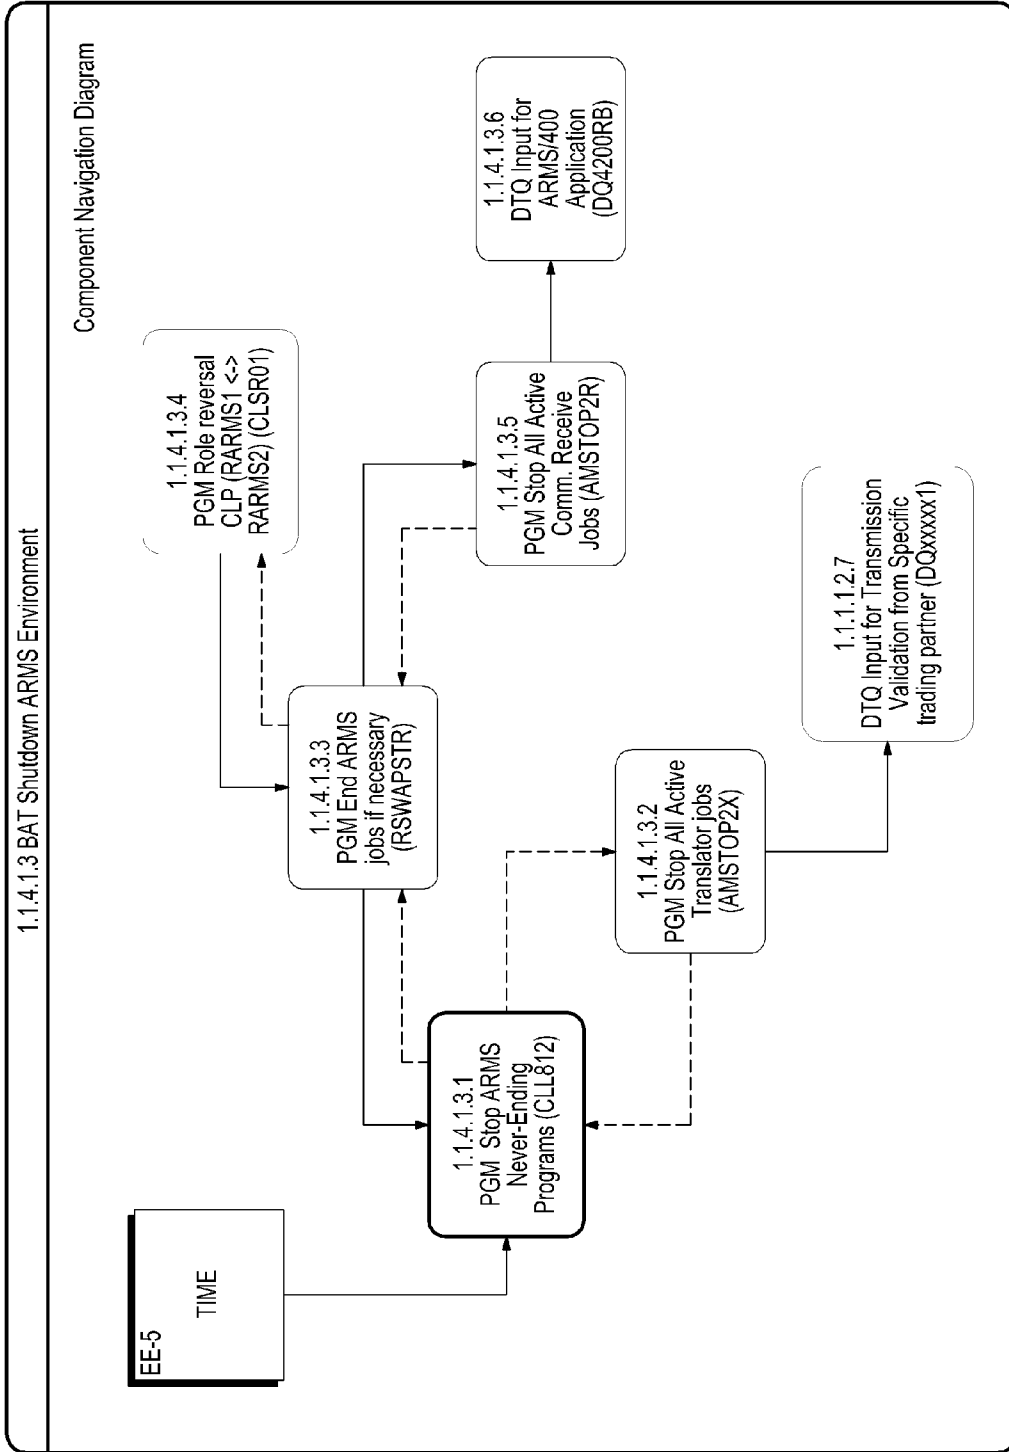 1.1.4.1.3 BAT Shutdown ARMS Environment
Component Navigation Diagram
EE-5
TIME
1.1.4.1.3.1
PGM Stop ARMS
Never-Ending
Programs (CLL812)
1.1.4.1.3.3
PGM End ARMS
jobs if necessary
(RSWAPSTR)
1.1.4.1.3.4
PGM Role reversal
CLP (RARMS1 <->
RARMS2) (CLSR01)
1.1.4.1.3.2
PGM Stop All Active
Translator jobs
(AMSTOP2X)
1.1.4.1.3.5
PGM Stop All Active
Comm. Receive
Jobs (AMSTOP2R)
1.1.4.1.3.6
DTQ Input for
ARMS/400
Application
(DQ4200RB)
1.1.1.1.2.7
DTQ Input for Transmission
Validation from Specific
trading partner (DQxxxxx1)